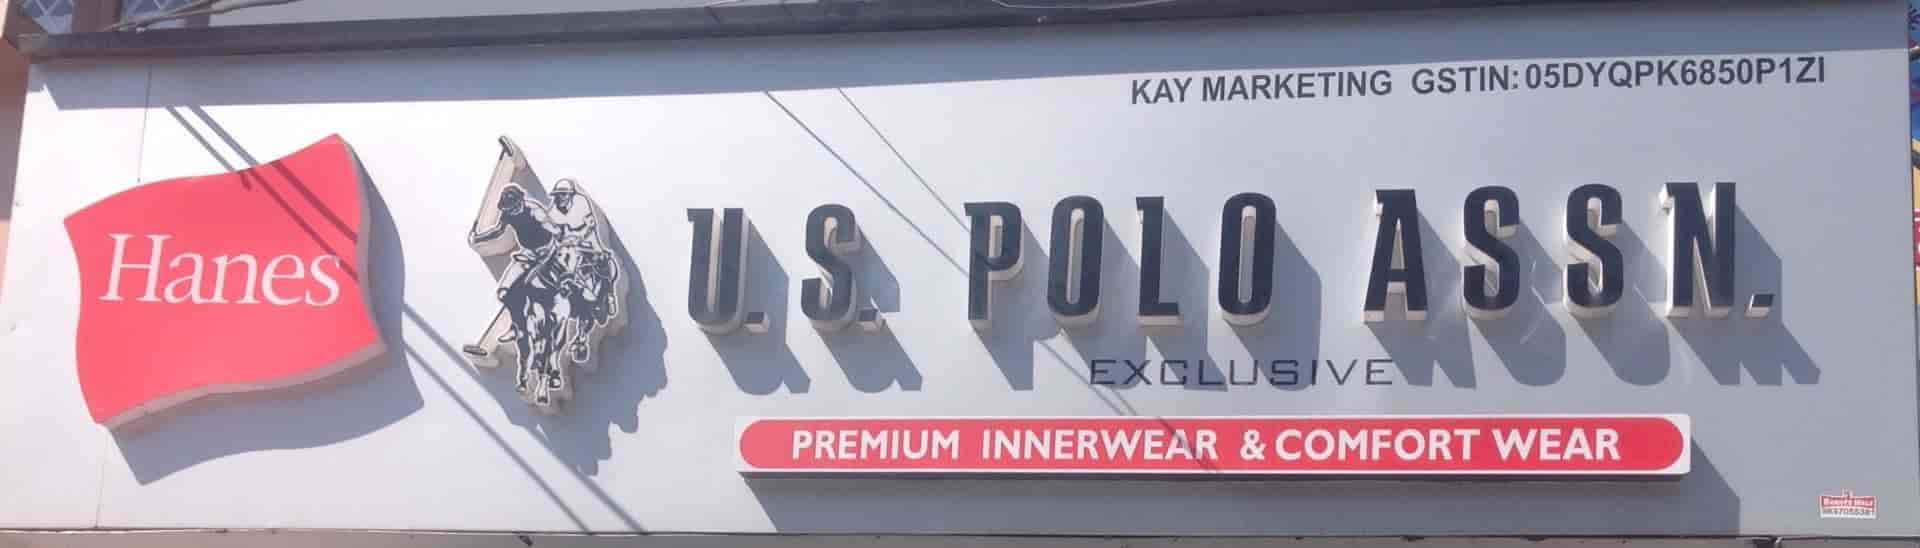 KAY MARKETING GSTIN: 05DYQPK6850P1ZI
Hanes
U.S. POLO ASSN.
EXCLUSIVE
PREMIUM INNERWEAR & COMFORT WEAR